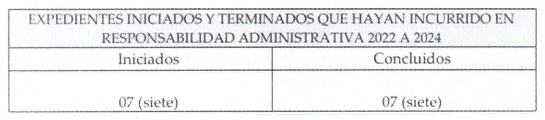 EXPEDIENTES INICIADOS Y TERMINADOS QUE HAYAN INCURRIDO EN
RESPONSABILIDAD ADMINISTRATIVA 2022 A 2024
Iniciados Concluidos
07 (siete) 07 (siete)